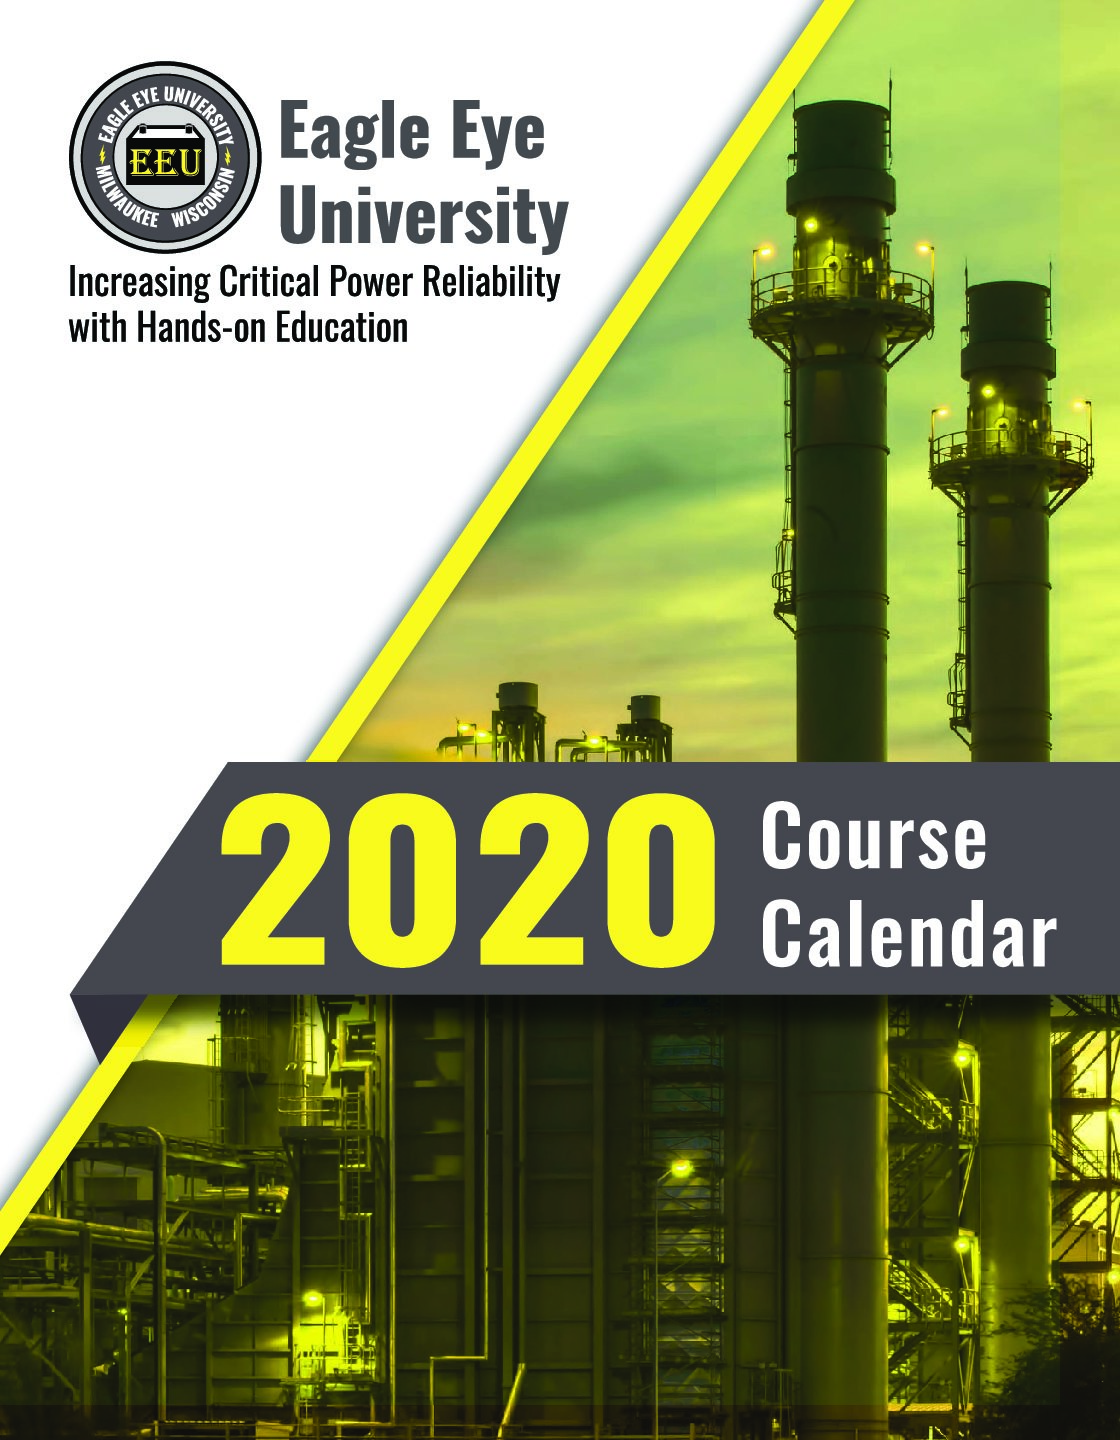 EAGLE EYE UNIVERSITY
EEU
MILWAUKEE WISCONSIN
Eagle Eye
University
Increasing Critical Power Reliability
with Hands-on Education
2020 Course
Calendar